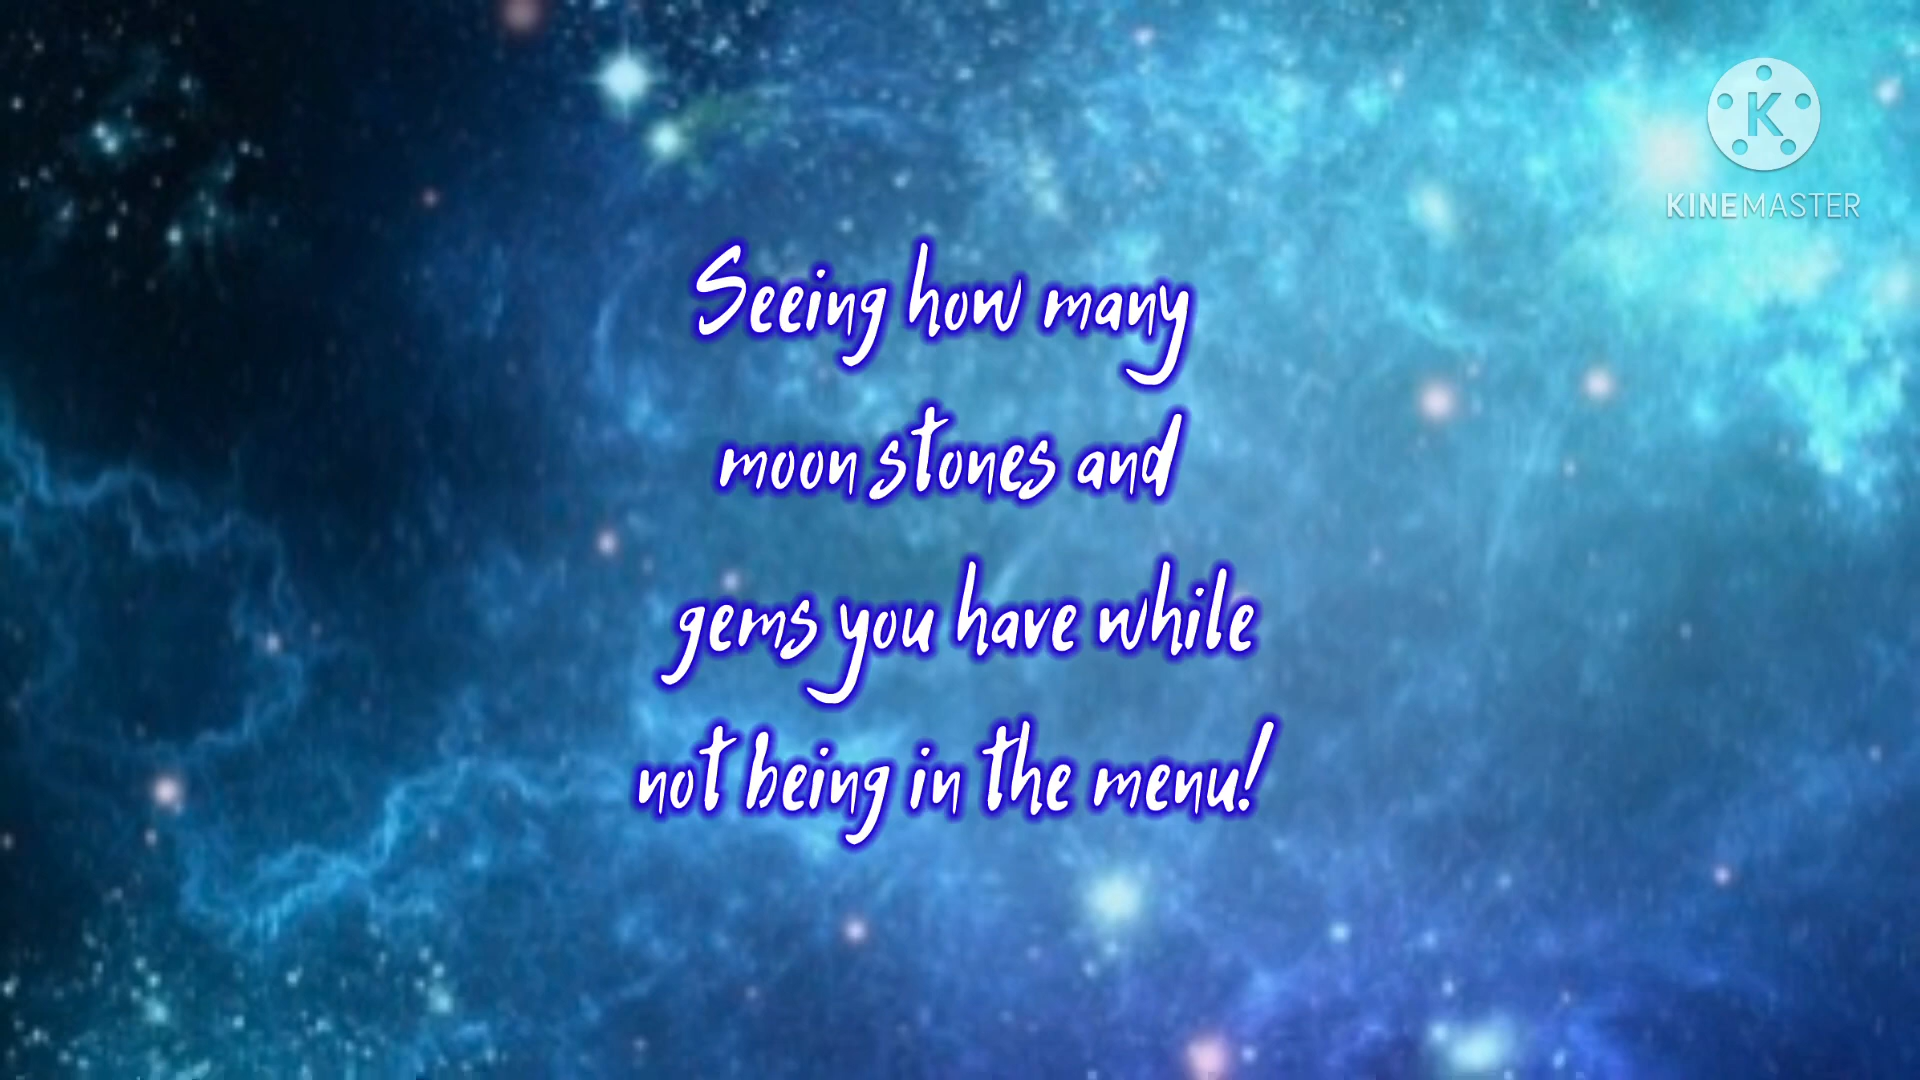 K
KINEMASTER
Seeing how many
moon stones and
gems you have while
not being in the menu!